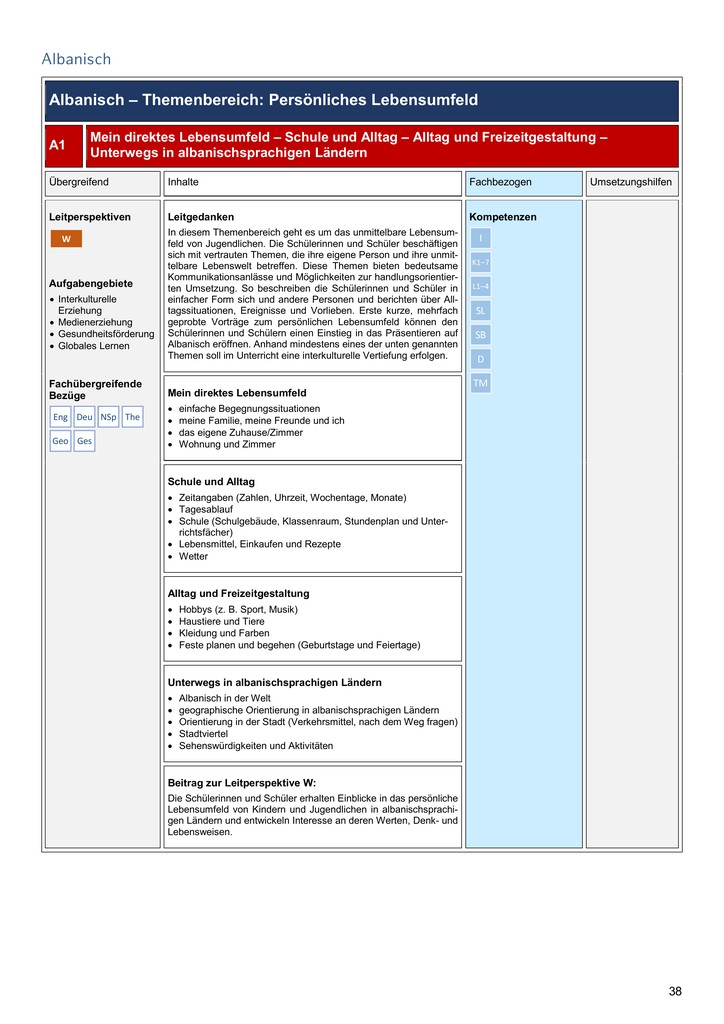 Albanisch
Albanisch – Themenbereich: Persönliches Lebensumfeld
A1
Mein direktes Lebensumfeld – Schule und Alltag – Alltag und Freizeitgestaltung –
Unterwegs in albanischsprachigen Ländern
Übergreifend
Inhalte
Fachbezogen
Umsetzungshilfen
Leitperspektiven
W
Aufgabengebiete
• Interkulturelle
Erziehung
• Medienerziehung
• Gesundheitsförderung
• Globales Lernen
Fachübergreifende
Bezüge
Eng Deu NSp The
Geo Ges
Leitgedanken
In diesem Themenbereich geht es um das unmittelbare Lebensum-
feld von Jugendlichen. Die Schülerinnen und Schüler beschäftigen
sich mit vertrauten Themen, die ihre eigene Person und ihre unmit-
telbare Lebenswelt betreffen. Diese Themen bieten bedeutsame
Kommunikationsanlässe und Möglichkeiten zur handlungsorientier-
ten Umsetzung. So beschreiben die Schülerinnen und Schüler in
einfacher Form sich und andere Personen und berichten über All-
tagssituationen, Ereignisse und Vorlieben. Erste kurze, mehrfach
geprobte Vorträge zum persönlichen Lebensumfeld können den
Schülerinnen und Schülern einen Einstieg in das Präsentieren auf
Albanisch eröffnen. Anhand mindestens eines der unten genannten
Themen soll im Unterricht eine interkulturelle Vertiefung erfolgen.
Mein direktes Lebensumfeld
• einfache Begegnungssituationen
• meine Familie, meine Freunde und ich
• das eigene Zuhause/Zimmer
• Wohnung und Zimmer
Schule und Alltag
• Zeitangaben (Zahlen, Uhrzeit, Wochentage, Monate)
• Tagesablauf
• Schule (Schulgebäude, Klassenraum, Stundenplan und Unter-
richtsfächer)
• Lebensmittel, Einkaufen und Rezepte
• Wetter
Alltag und Freizeitgestaltung
• Hobbys (z. B. Sport, Musik)
• Haustiere und Tiere
• Kleidung und Farben
• Feste planen und begehen (Geburtstage und Feiertage)
Unterwegs in albanischsprachigen Ländern
• Albanisch in der Welt
• geographische Orientierung in albanischsprachigen Ländern
• Orientierung in der Stadt (Verkehrsmittel, nach dem Weg fragen)
• Stadtviertel
• Sehenswürdigkeiten und Aktivitäten
Beitrag zur Leitperspektive W:
Die Schülerinnen und Schüler erhalten Einblicke in das persönliche
Lebensumfeld von Kindern und Jugendlichen in albanischsprachi-
gen Ländern und entwickeln Interesse an deren Werten, Denk- und
Lebensweisen.
Kompetenzen
I
K1–7
L1–4
SL
SB
D
TM
38